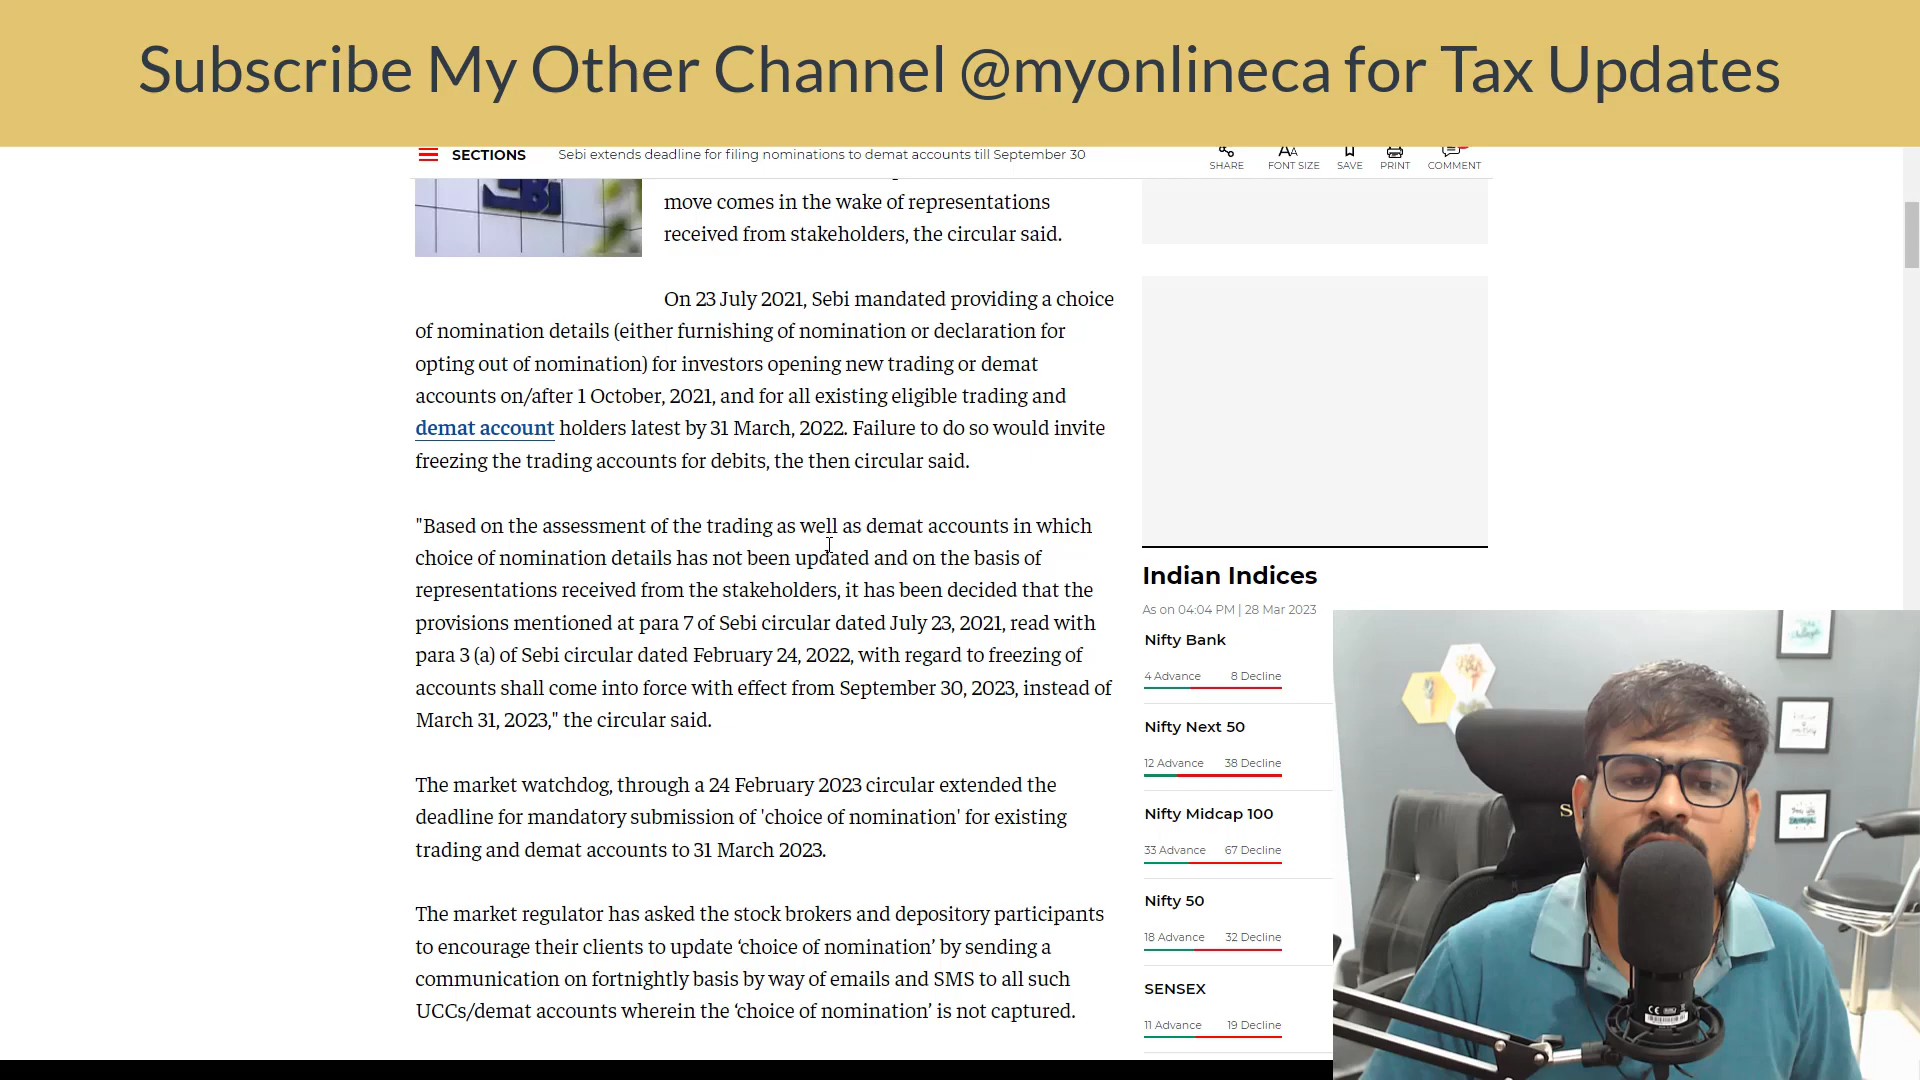 Subscribe My Other Channel @myonlineca for Tax Updates
SECTIONS
Sebi extends deadline for filing nominations to demat accounts till September 30
SHARE
FONT SIZE
SAVE
PRINT
COMMENT
move comes in the wake of representations
received from stakeholders, the circular said.
On 23 July 2021, Sebi mandated providing a choice
of nomination details (either furnishing of nomination or declaration for
opting out of nomination) for investors opening new trading or demat
accounts on/after 1 October, 2021, and for all existing eligible trading and
demat account holders latest by 31 March, 2022. Failure to do so would invite
freezing the trading accounts for debits, the then circular said.
"Based on the assessment of the trading as well as demat accounts in which
choice of nomination details has not been updated and on the basis of
representations received from the stakeholders, it has been decided that the
provisions mentioned at para 7 of Sebi circular dated July 23, 2021, read with
para 3 (a) of Sebi circular dated February 24, 2022, with regard to freezing of
accounts shall come into force with effect from September 30, 2023, instead of
March 31, 2023," the circular said.
The market watchdog, through a 24 February 2023 circular extended the
deadline for mandatory submission of 'choice of nomination' for existing
trading and demat accounts to 31 March 2023.
The market regulator has asked the stock brokers and depository participants
to encourage their clients to update ‘choice of nomination’ by sending a
communication on fortnightly basis by way of emails and SMS to all such
UCCs/demat accounts wherein the ‘choice of nomination’ is not captured.
Indian Indices
As on 04:04 PM | 28 Mar 2023
Nifty Bank
4 Advance 8 Decline
Nifty Next 50
12 Advance 38 Decline
Nifty Midcap 100
33 Advance 67 Decline
Nifty 50
18 Advance 32 Decline
SENSEX
11 Advance 19 Decline